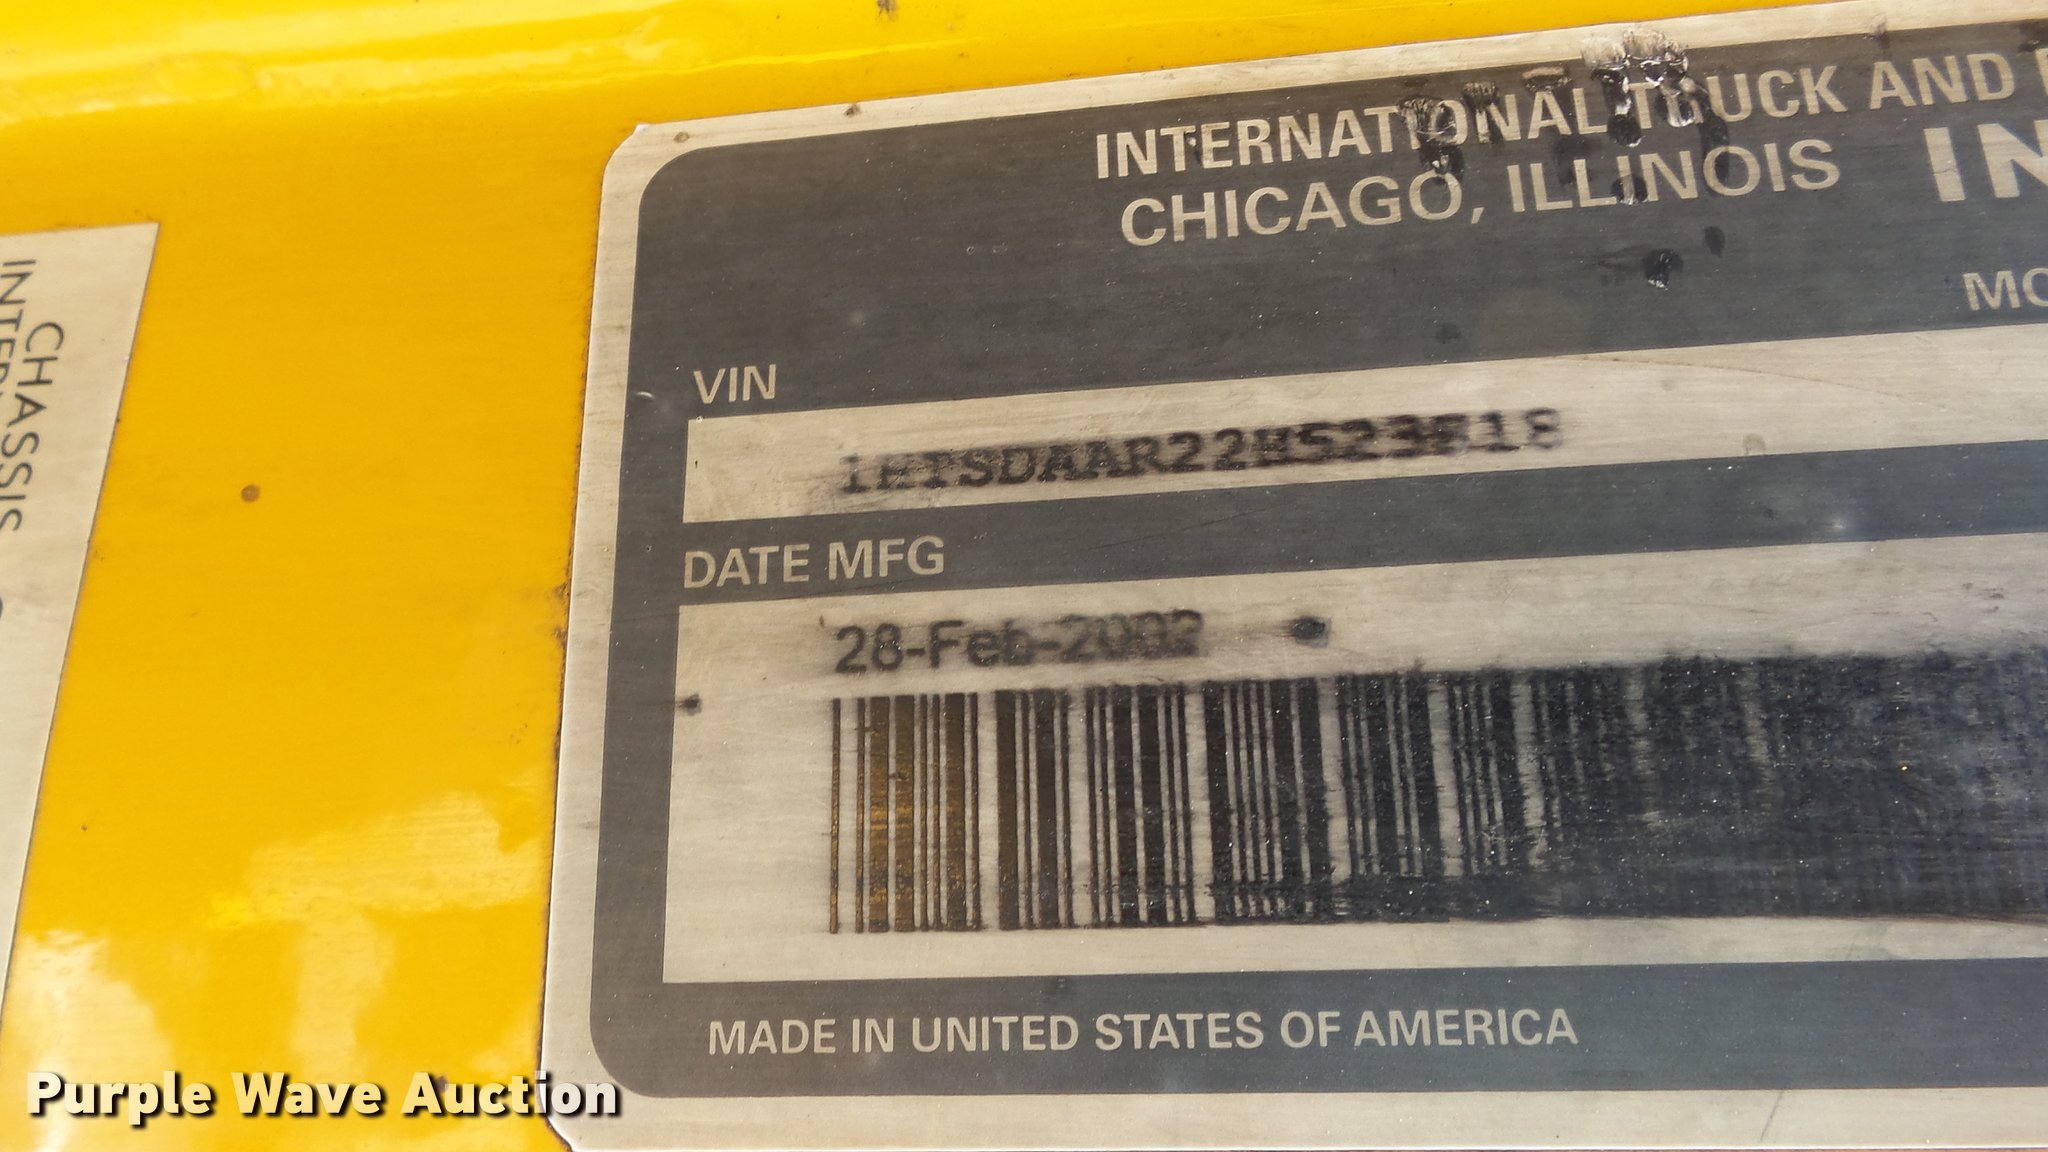 INTERNATIONAL TRUCK AND
CHICAGO, ILLINOIS
VIN
DATE MFG
28-Feb-2002
MADE IN UNITED STATES OF AMERICA
CHASSIS
Purple Wave Auction